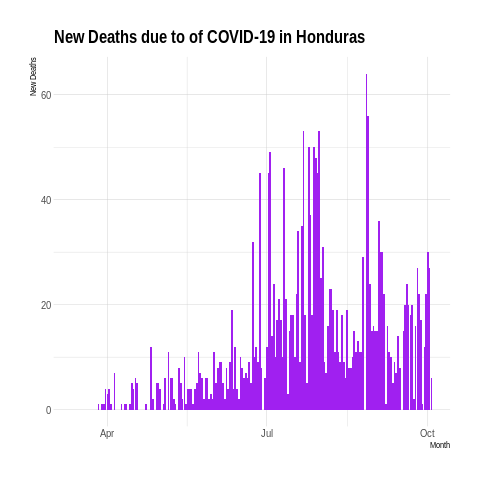 New Deaths due to of COVID-19 in Honduras
New Deaths
60
40
20
0
Apr
Jul
Oct
Month